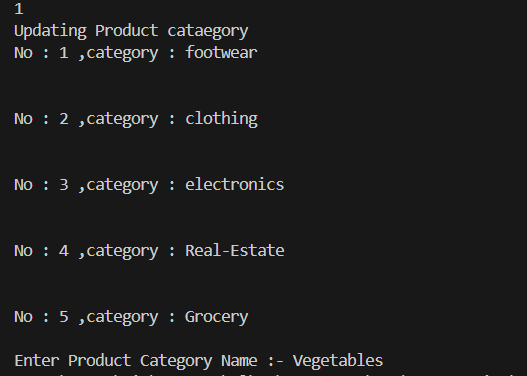 1
Updating Product cataegory
No : 1 ,category : footwear
No : 2 ,category : clothing
No : 3 ,category : electronics
No : 4 ,category : Real-Estate
No : 5 ,category : Grocery
Enter Product Category Name :- Vegetables